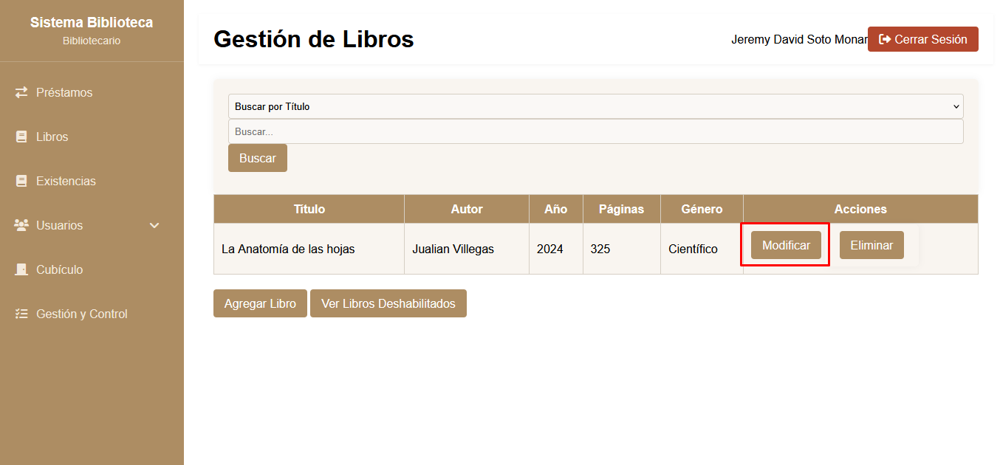 Sistema Biblioteca
Bibliotecario
Préstamos
Libros
Existencias
Usuarios
Cubículo
Gestión y Control
Gestión de Libros
Jeremy David Soto Monar
Cerrar Sesión
Buscar por Título
Buscar...
Buscar
Título Autor Año Páginas Género Acciones
La Anatomía de las hojas Jualian Villegas 2024 325 Científico Modificar Eliminar
Agregar Libro Ver Libros Deshabilitados